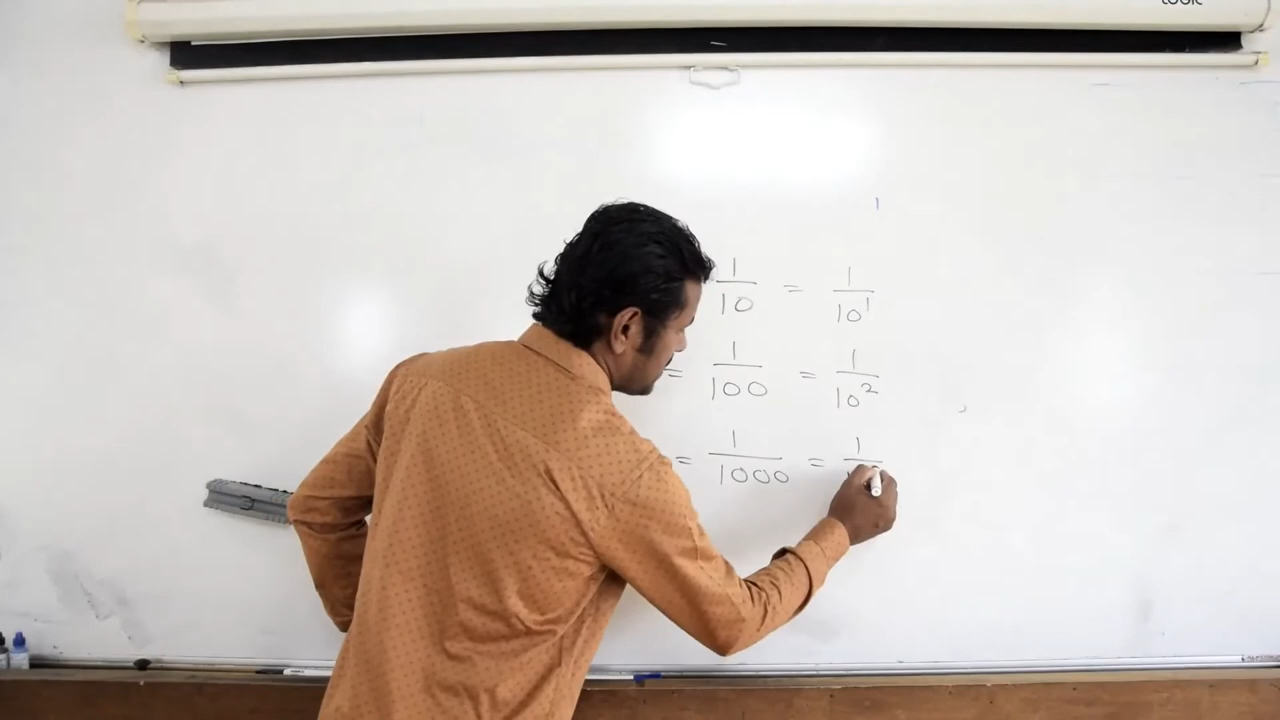 1/10 = 1/10¹
= 1/100 = 1/10²
= 1/1000 = 1/